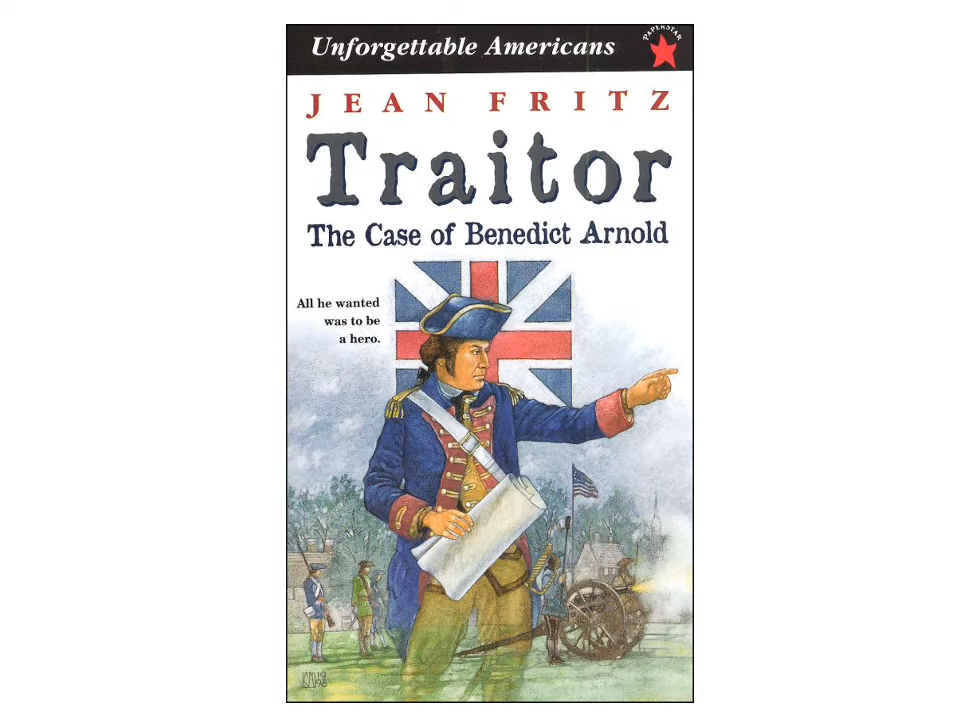 Unforgettable Americans
PAPERSTAR
JEAN FRITZ
Traitor
The Case of Benedict Arnold
All he wanted
was to be
a hero.